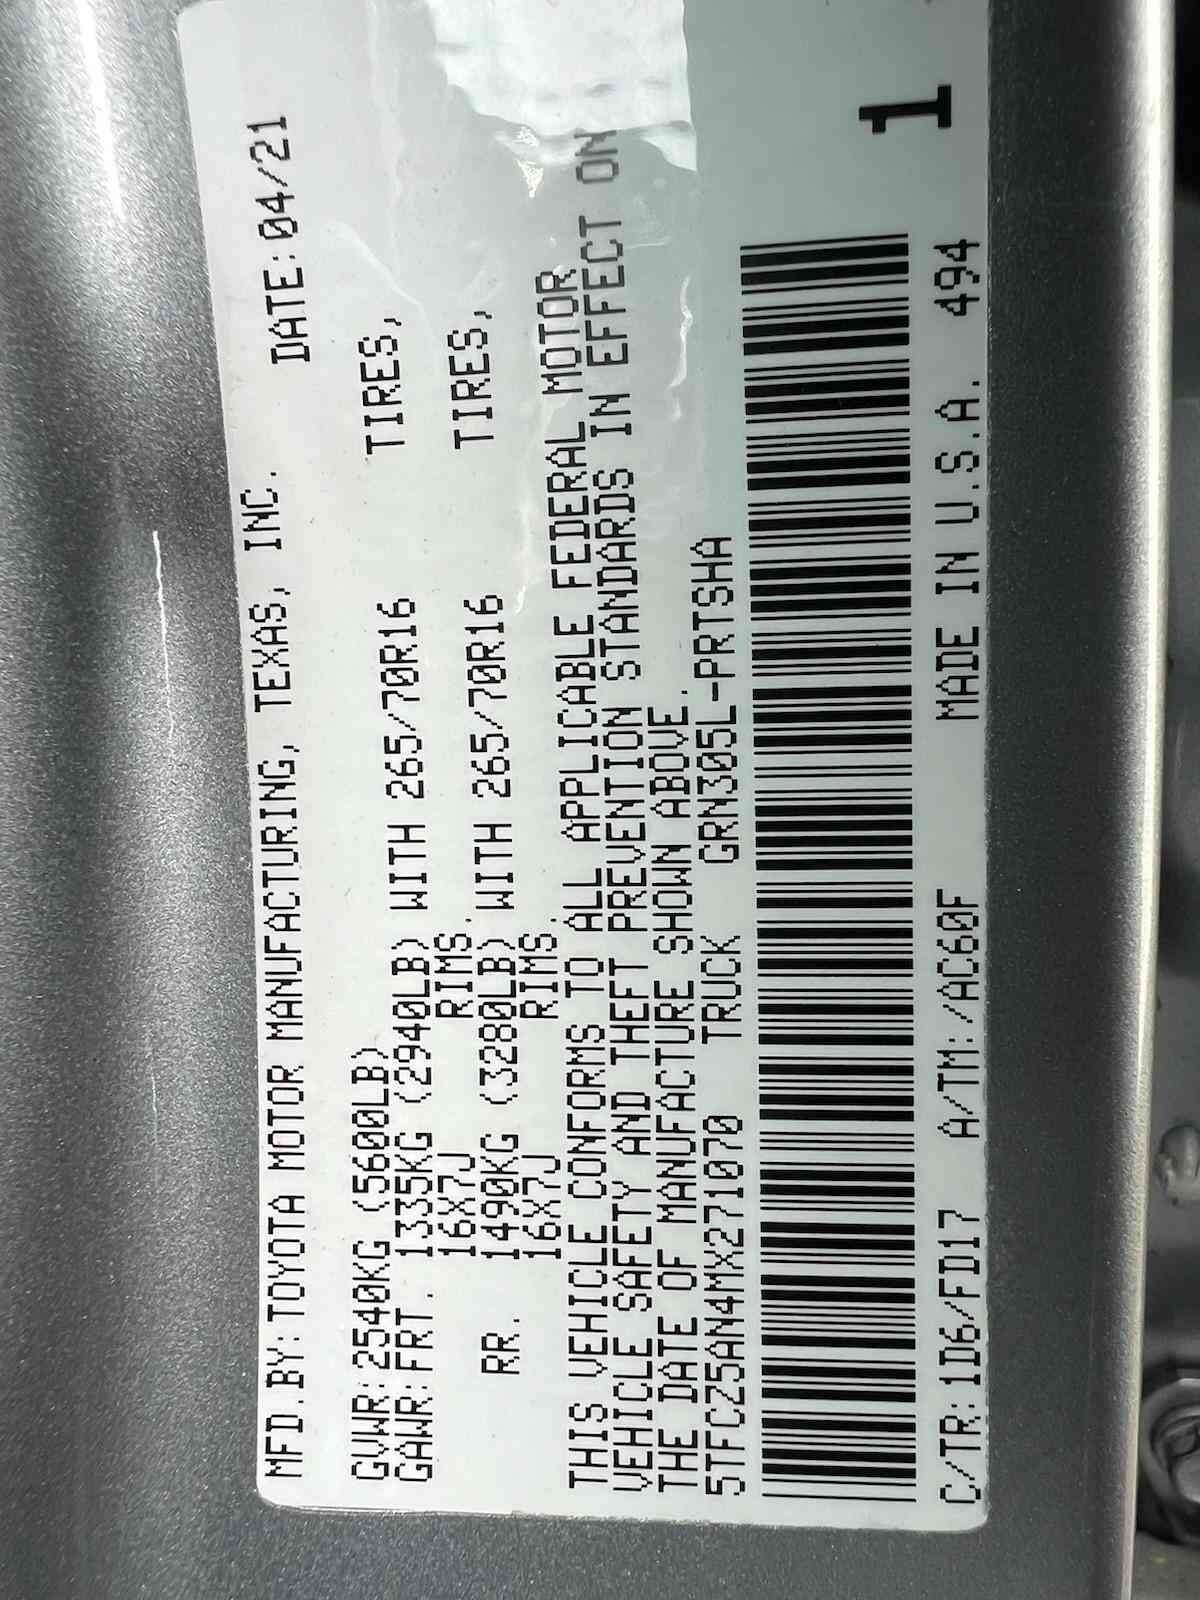 MFD.BY:TOYOTA MOTOR MANUFACTURING, TEXAS, INC. DATE:04/21
GVWR:2540KG (5600LB)
GAWR:FRT. 1335KG (2940LB) WITH 265/70R16 TIRES,
16X7J RIMS.
RR. 1490KG (3280LB) WITH 265/70R16 TIRES,
16X7J RIMS.
THIS VEHICLE CONFORMS TO ALL APPLICABLE FEDERAL MOTOR
VEHICLE SAFETY AND THEFT PREVENTION STANDARDS IN EFFECT ON
THE DATE OF MANUFACTURE SHOWN ABOVE.
5TFCZ5AN4MX271070 TRUCK GRN305L-PRTSHA
1
C/TR:1D6/FD17 A/TM:/AC60F MADE IN U.S.A. 494